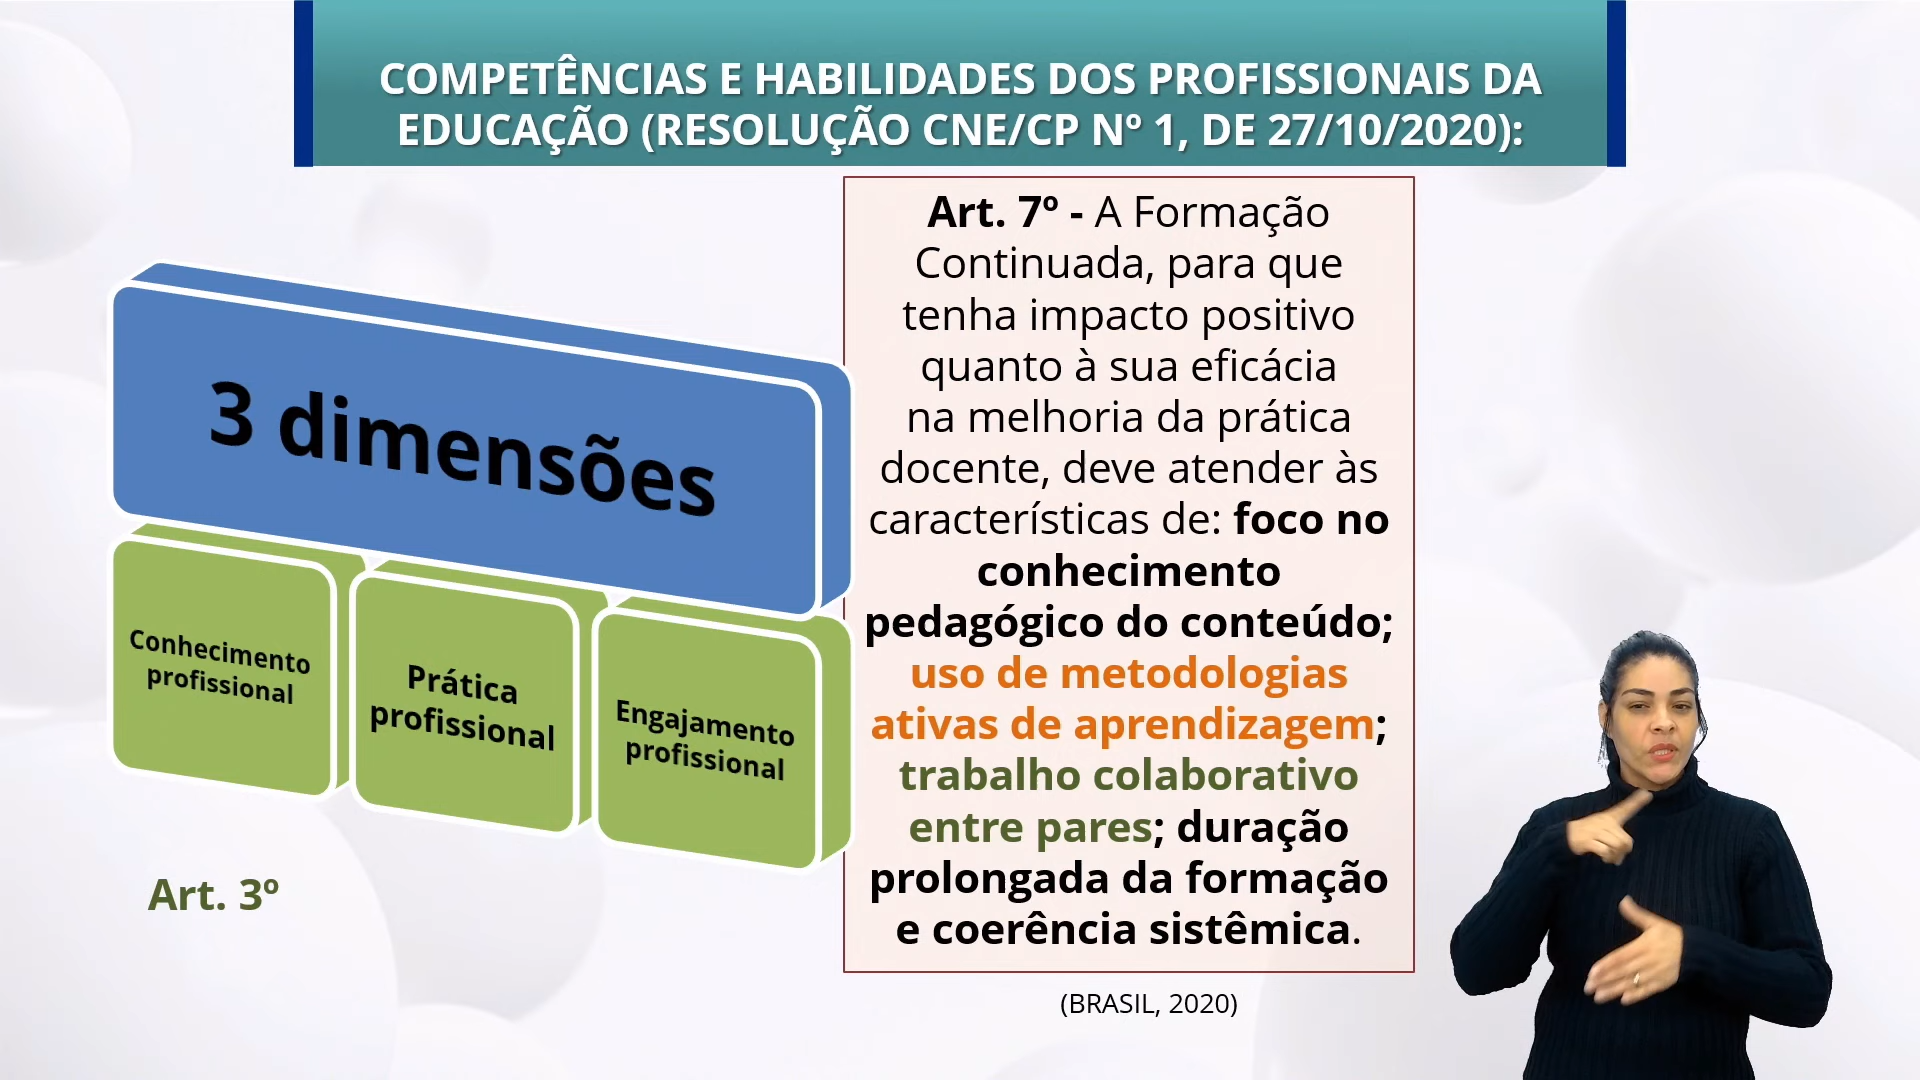 COMPETÊNCIAS E HABILIDADES DOS PROFISSIONAIS DA
EDUCAÇÃO (RESOLUÇÃO CNE/CP Nº 1, DE 27/10/2020):
3 dimensões
Conhecimento
profissional
Prática
profissional
Engajamento
profissional
Art. 3º
Art. 7º - A Formação
Continuada, para que
tenha impacto positivo
quanto à sua eficácia
na melhoria da prática
docente, deve atender às
características de: foco no
conhecimento
pedagógico do conteúdo;
uso de metodologias
ativas de aprendizagem;
trabalho colaborativo
entre pares; duração
prolongada da formação
e coerência sistêmica.
(BRASIL, 2020)